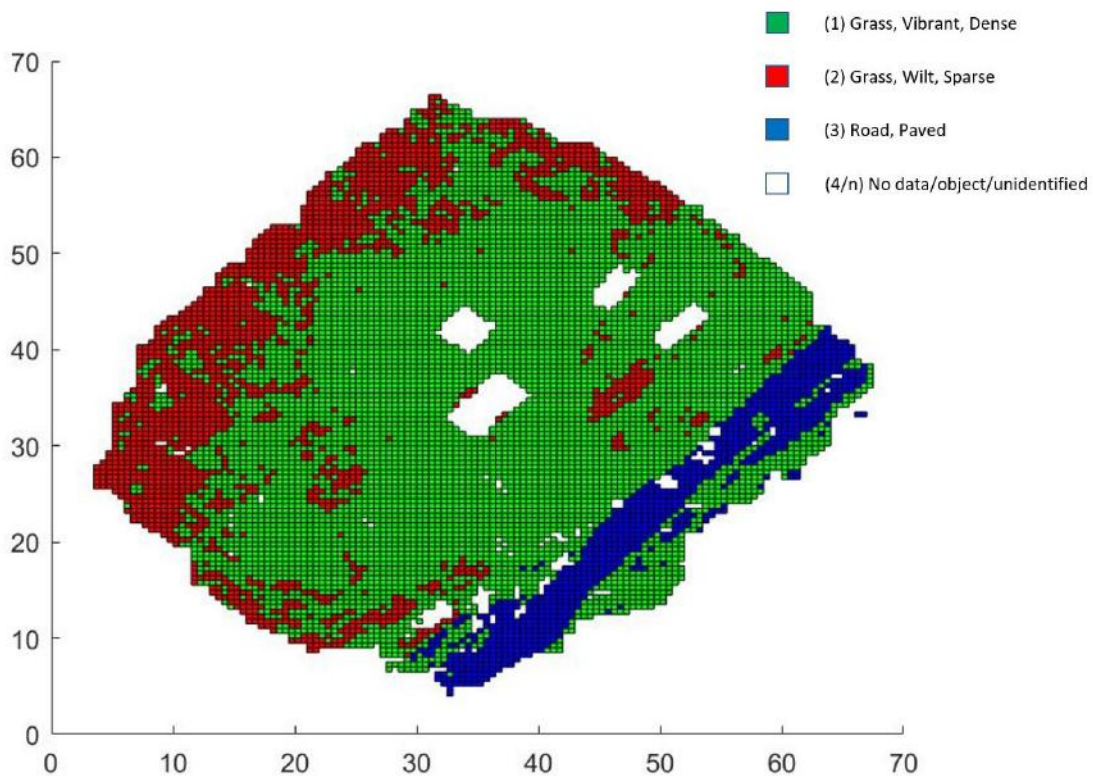 (1) Grass, Vibrant, Dense
(2) Grass, Wilt, Sparse
(3) Road, Paved
(4/n) No data/object/unidentified
70
60
50
40
30
20
10
0
0 10 20 30 40 50 60 70